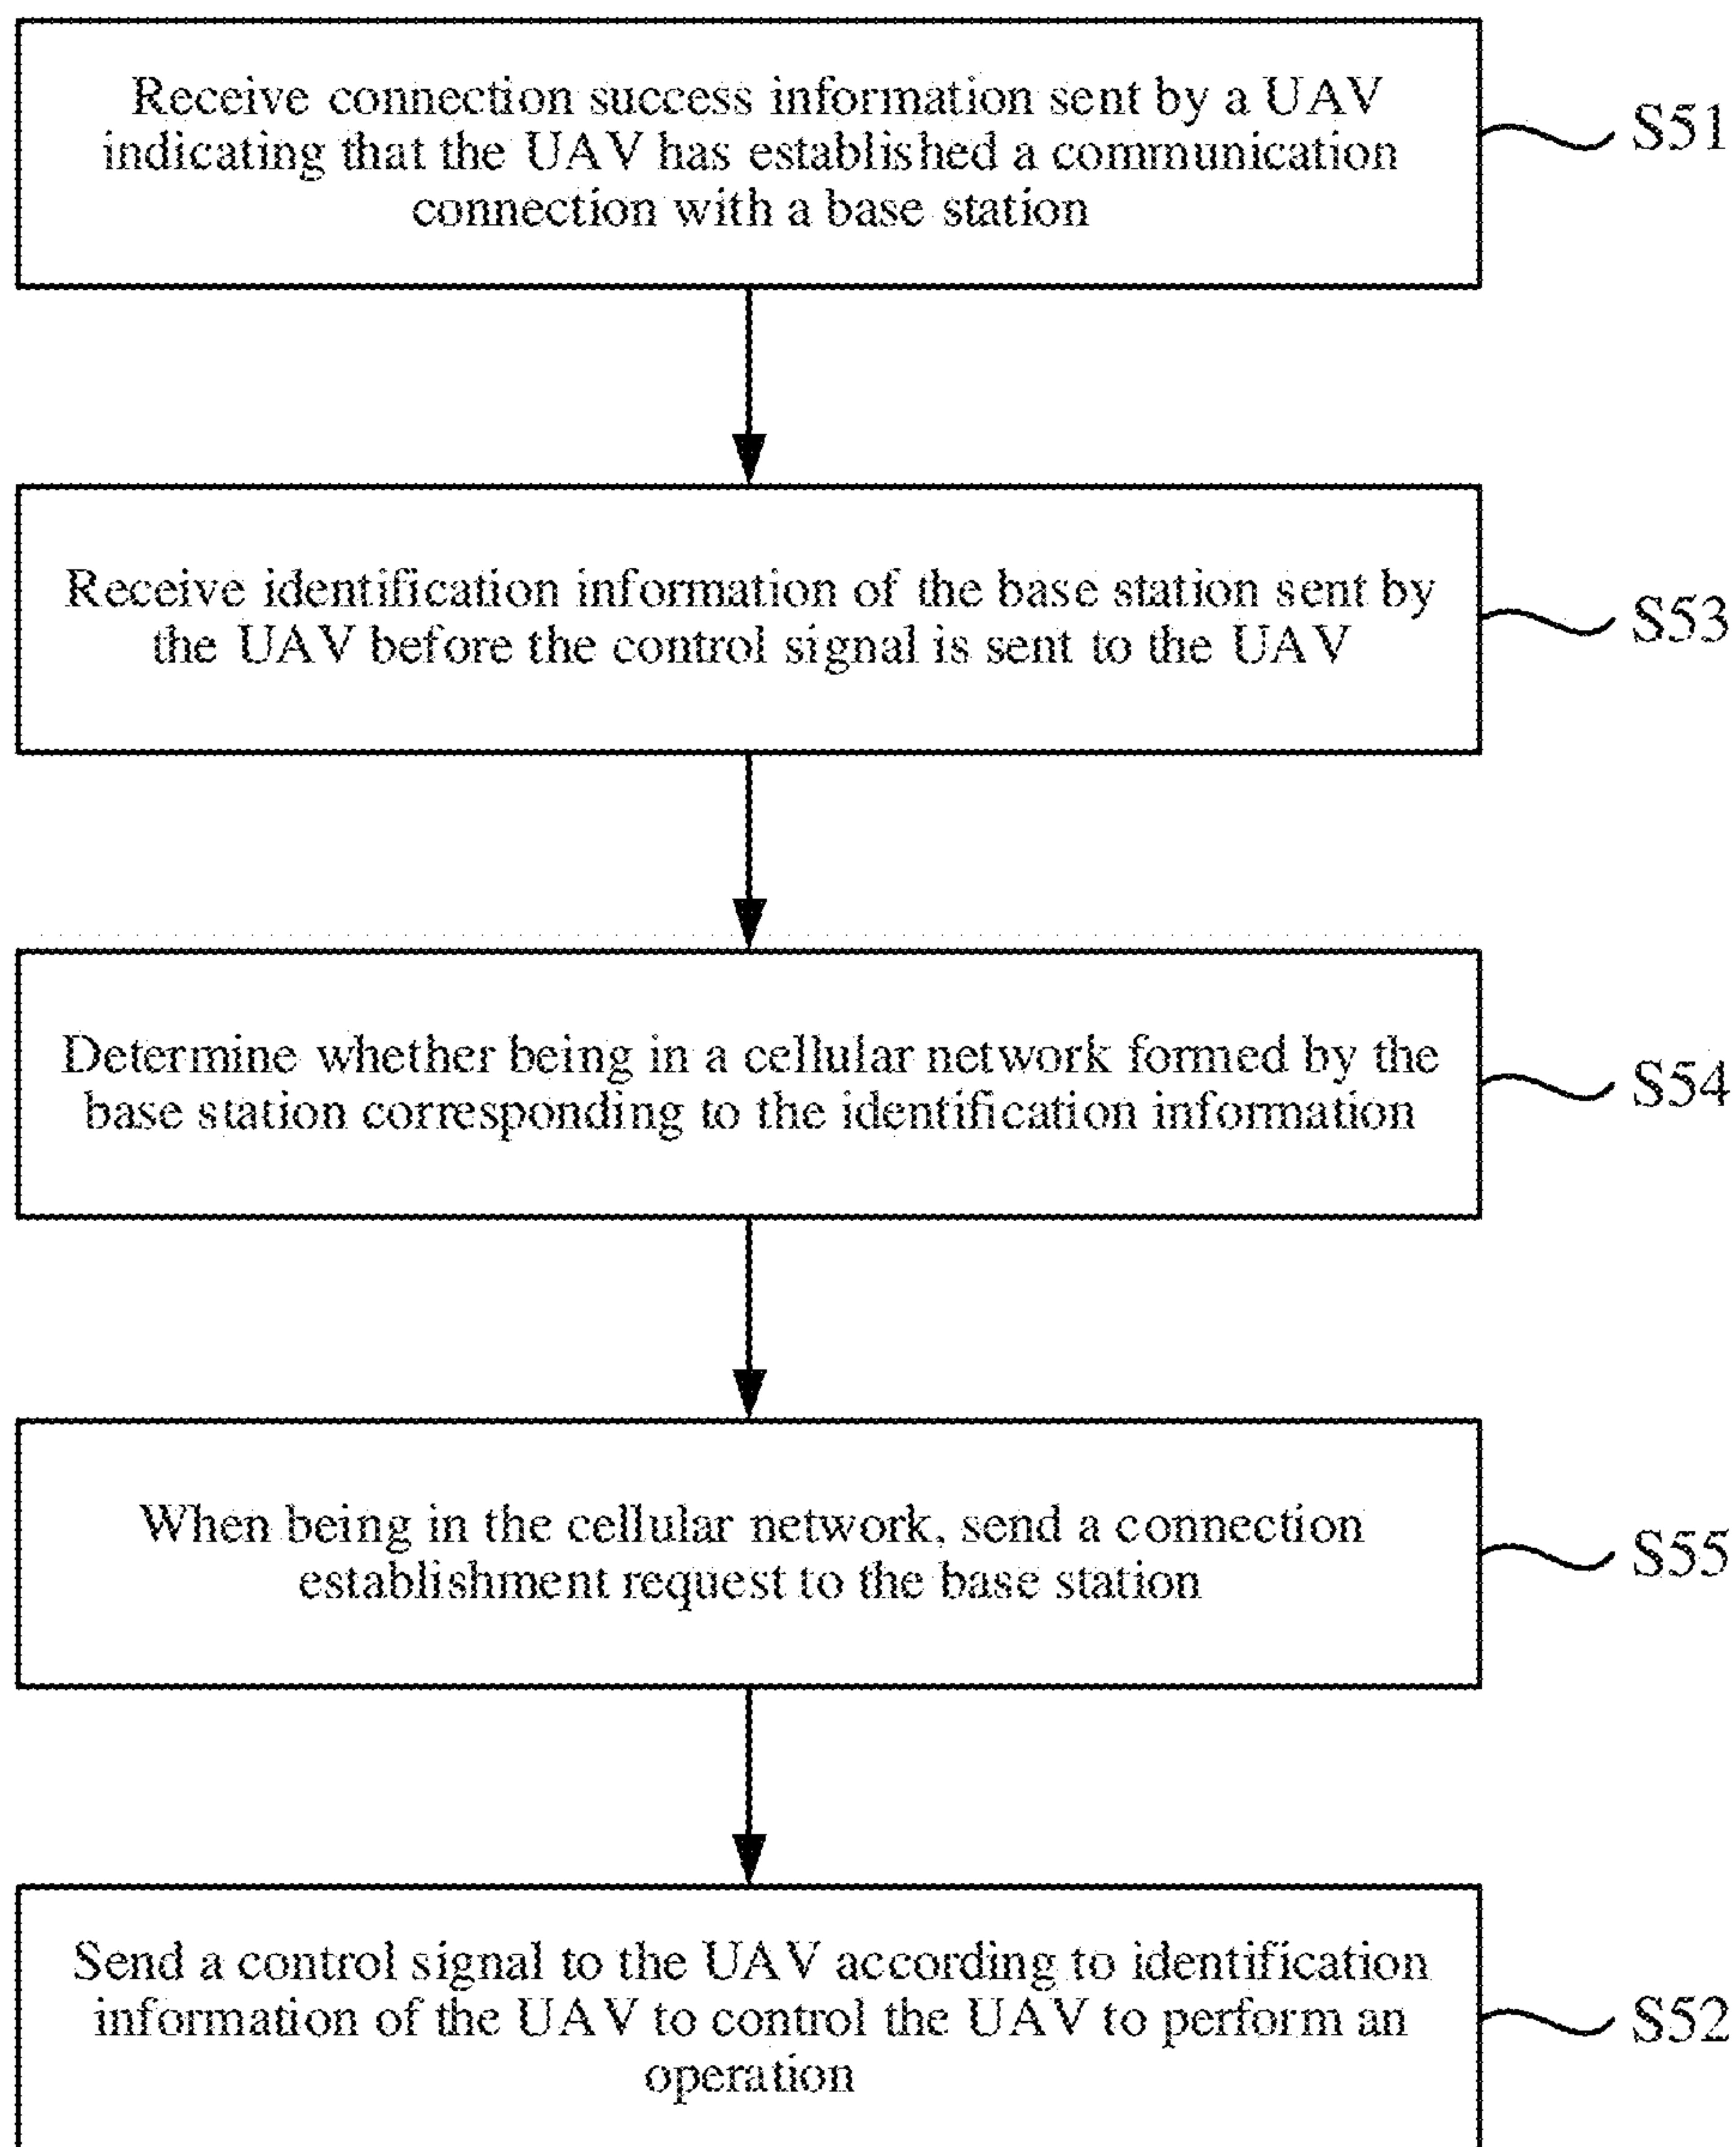 Receive connection success information sent by a UAV
indicating that the UAV has established a communication
connection with a base station
S51
Receive identification information of the base station sent by
the UAV before the control signal is sent to the UAV
S53
Determine whether being in a cellular network formed by the
base station corresponding to the identification information
S54
When being in the cellular network, send a connection
establishment request to the base station
S55
Send a control signal to the UAV according to identification
information of the UAV to control the UAV to perform an
operation
S52